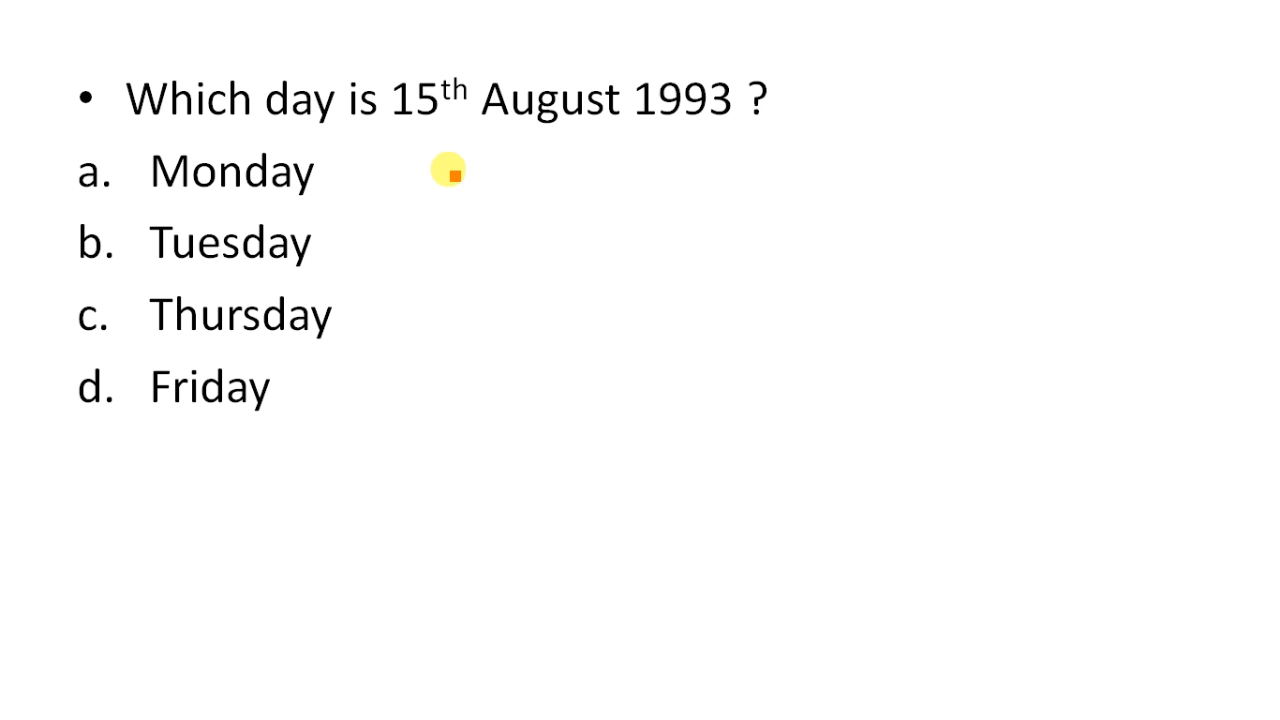 • Which day is 15th August 1993 ?
a. Monday
b. Tuesday
c. Thursday
d. Friday